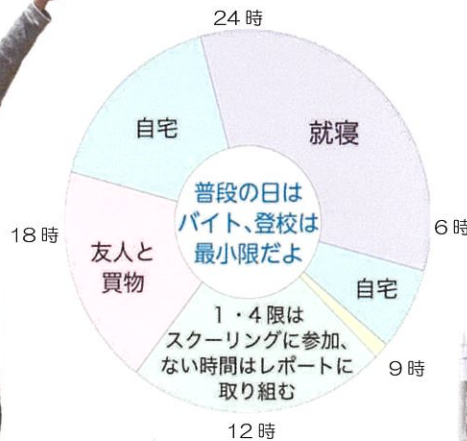 24時
自宅
就寝
普段の日は
バイト、登校は
最小限だよ
18時
6時
友人と
買物
自宅
1・4限は
スクーリングに参加、
ない時間はレポートに
取り組む
9時
12時